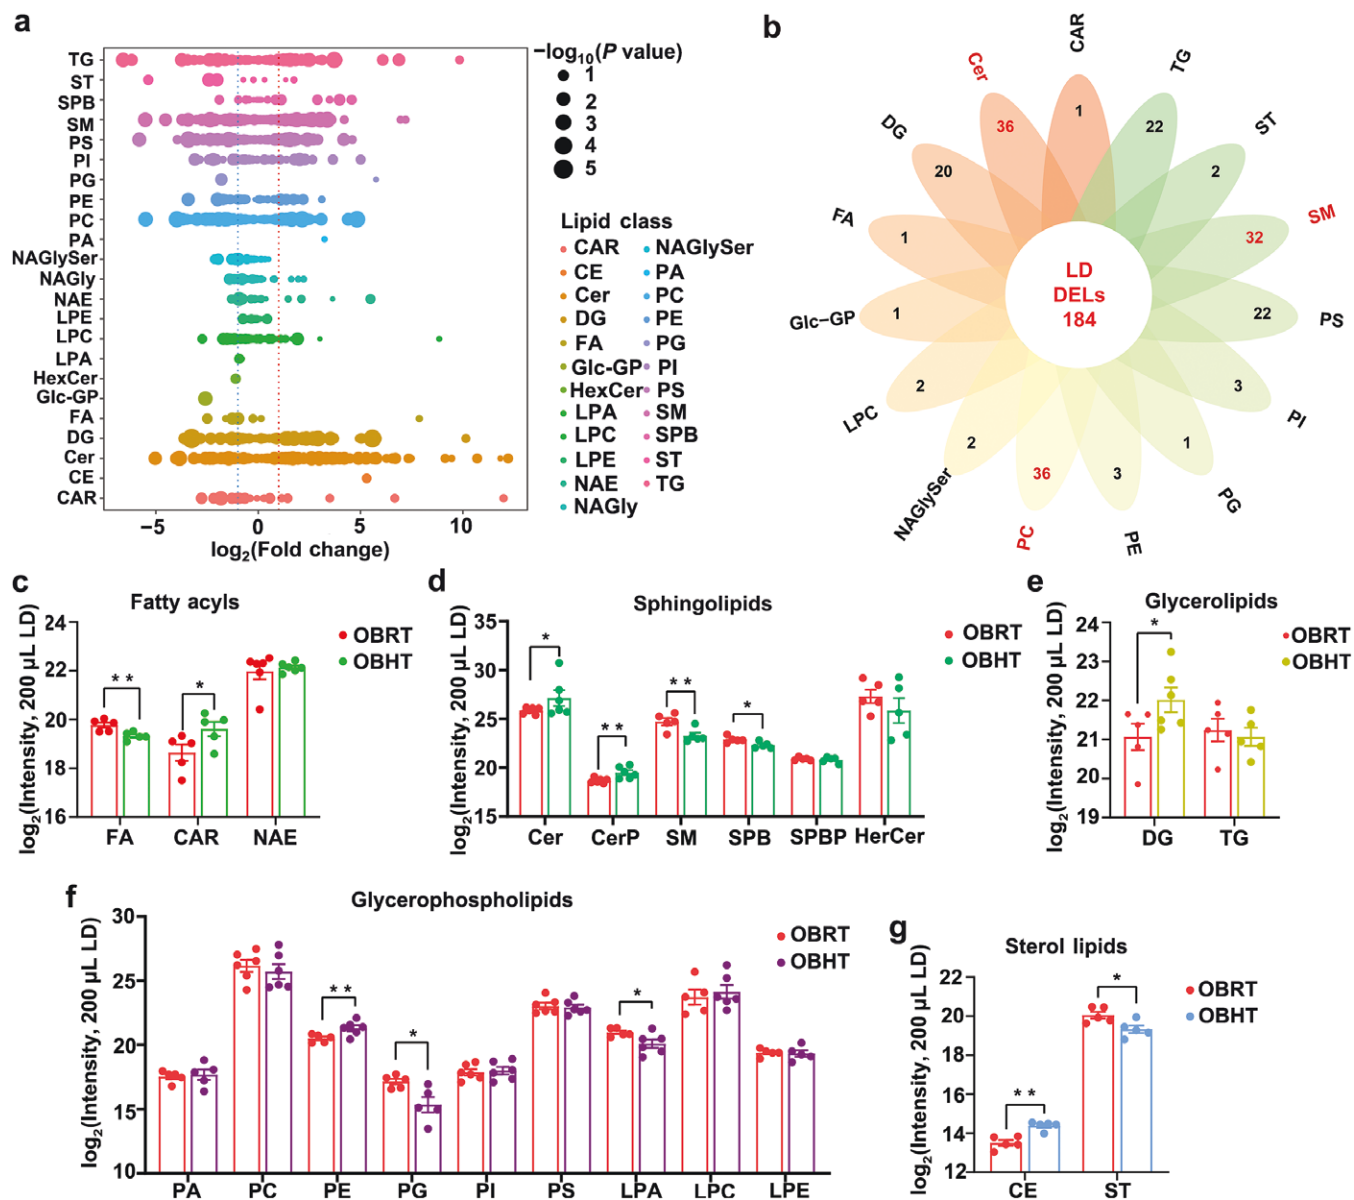 a
TG
ST
SPB
SM
PS
PI
PG
PE
PC
PA
NAGlySer
NAGly
NAE
LPE
LPC
LPA
HexCer
Glc-GP
FA
DG
Cer
CE
CAR
−5 0 5 10
log2(Fold change)
−log10(P value)
1
2
3
4
5
Lipid class
CAR NAGlySer
CE PA
Cer PC
DG PE
FA PG
Glc-GP PI
HexCer PS
LPA SM
LPC SPB
LPE ST
NAE TG
NAGly
b
CAR 1
TG 22
ST 2
SM 32
PS 22
PI 3
PG 1
PE 3
PC 36
NAGlySer 2
LPC 2
Glc−GP 1
FA 1
DG 20
Cer 36
LD
DELs
184
c
Fatty acyls
log2(Intensity, 200 µL LD)
24
22
20
18
16
** *
FA CAR NAE
OBRT
OBHT
d
Sphingolipids
log2(Intensity, 200 µL LD)
35
30
25
20
15
* ** ** *
Cer CerP SM SPB SPBP HerCer
OBRT
OBHT
e
Glycerolipids
log2(Intensity, 200 µL LD)
24
23
22
21
20
19
*
DG TG
OBRT
OBHT
f
Glycerophospholipids
log2(Intensity, 200 µL LD)
30
25
20
15
10
** * *
PA PC PE PG PI PS LPA LPC LPE
OBRT
OBHT
g
Sterol lipids
log2(Intensity, 200 µL LD)
22
20
18
16
14
12
** *
CE ST
OBRT
OBHT